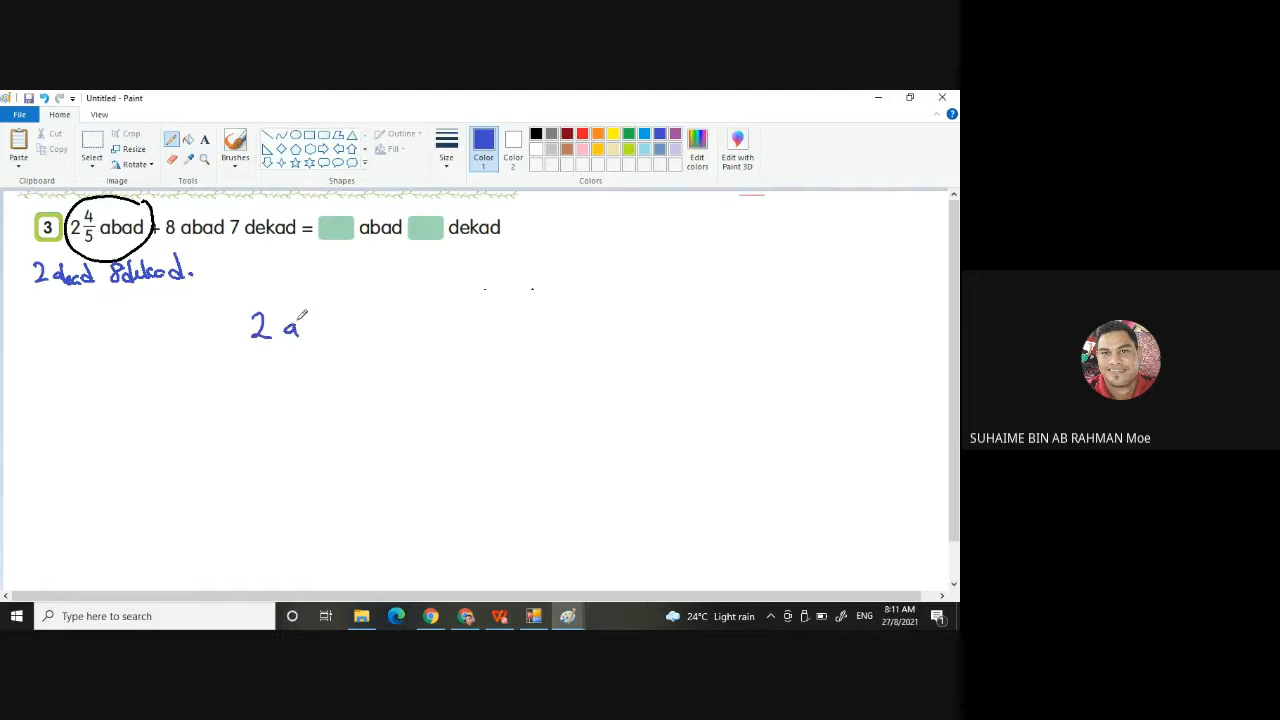 Untitled - Paint
File Home View
Paste
Cut
Copy
Clipboard
Select
Crop
Resize
Rotate
Image
A
Tools
Brushes
Outline
Fill
Shapes
Size
Color 1
Color 2
Edit colors
Edit with Paint 3D
Colors
3 2 4/5 abad + 8 abad 7 dekad = abad dekad
2 abad 8 dekad.
2 a
SUHAIME BIN AB RAHMAN Moe
Type here to search
24°C Light rain
ENG
8:11 AM
27/8/2021
1